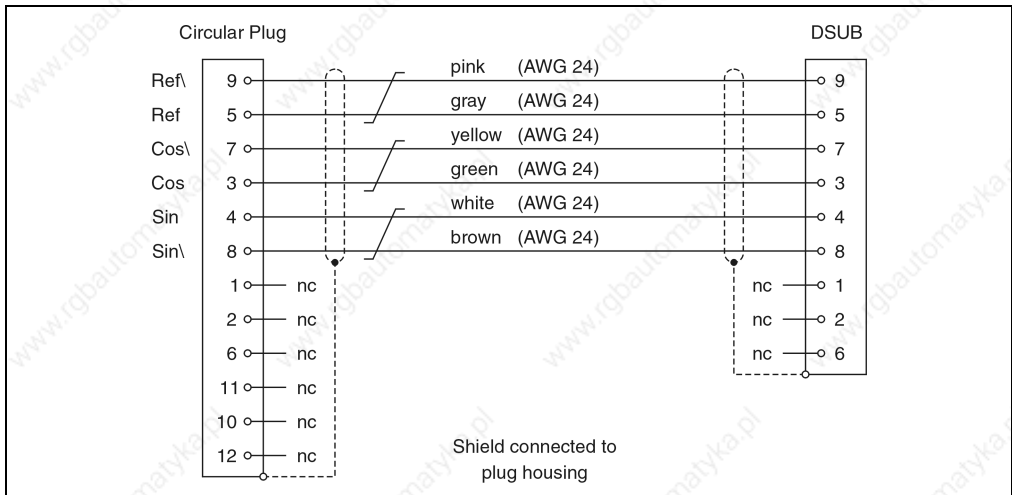 Circular Plug DSUB
Ref\ 9 pink (AWG 24) 9
Ref 5 gray (AWG 24) 5
Cos\ 7 yellow (AWG 24) 7
Cos 3 green (AWG 24) 3
Sin 4 white (AWG 24) 4
Sin\ 8 brown (AWG 24) 8
1 nc nc 1
2 nc nc 2
6 nc nc 6
11 nc
10 nc
12 nc
Shield connected to
plug housing
www.rgbautomatyka.pl